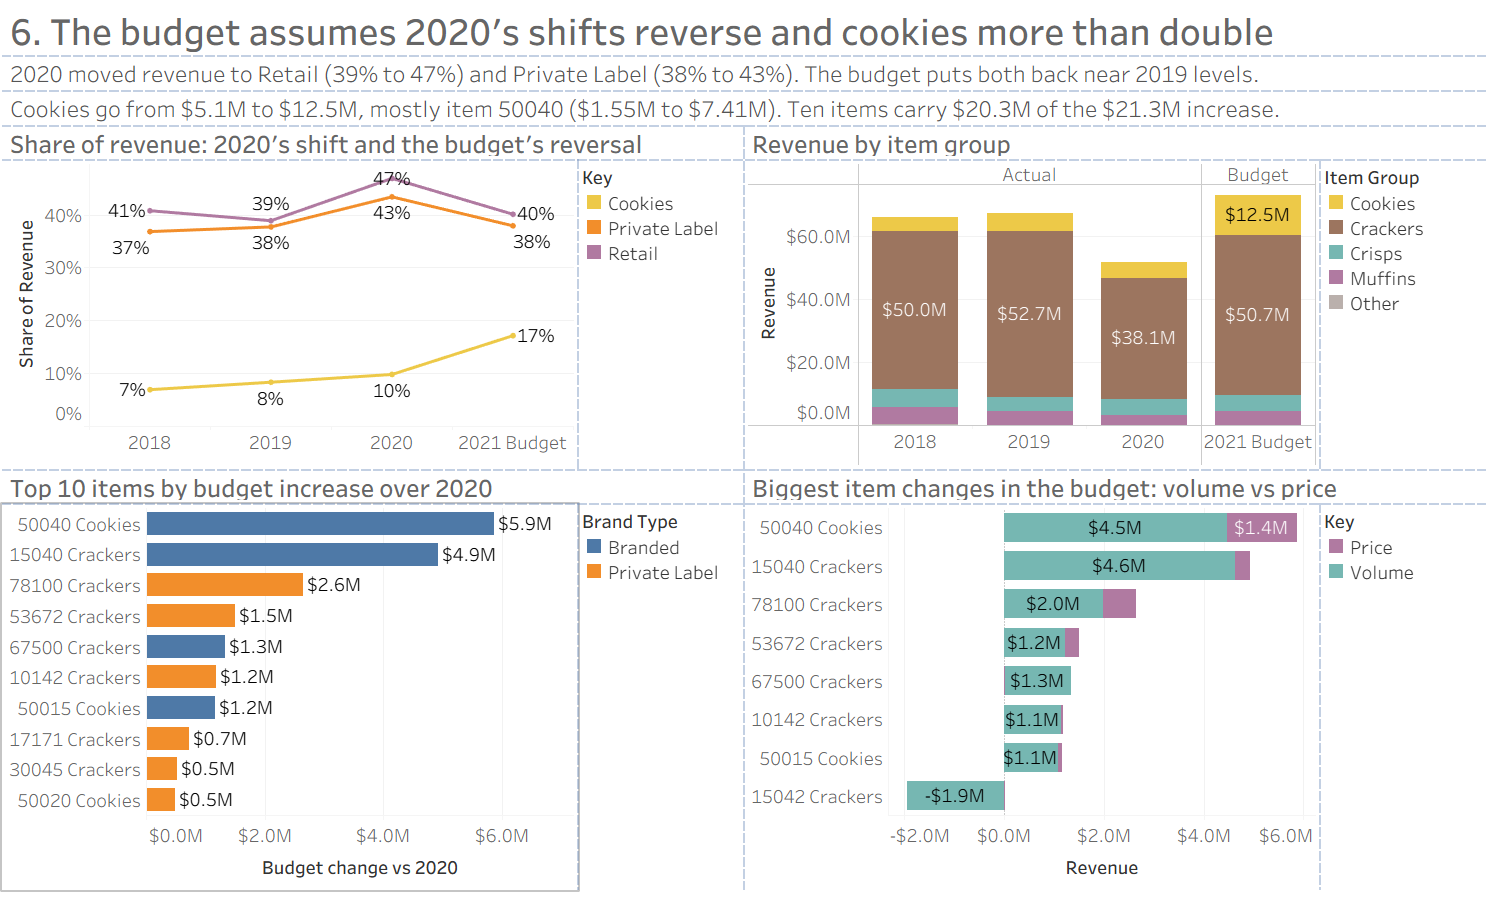 6. The budget assumes 2020's shifts reverse and cookies more than double
2020 moved revenue to Retail (39% to 47%) and Private Label (38% to 43%). The budget puts both back near 2019 levels.
Cookies go from $5.1M to $12.5M, mostly item 50040 ($1.55M to $7.41M). Ten items carry $20.3M of the $21.3M increase.
Share of revenue: 2020's shift and the budget's reversal
Share of Revenue
40%
30%
20%
10%
0%
41%
39%
47%
40%
37%
38%
43%
38%
7%
8%
10%
17%
2018
2019
2020
2021 Budget
Key
Cookies
Private Label
Retail
Revenue by item group
Actual
Budget
Revenue
$60.0M
$40.0M
$20.0M
$0.0M
$50.0M
$52.7M
$38.1M
$12.5M
$50.7M
2018
2019
2020
2021 Budget
Item Group
Cookies
Crackers
Crisps
Muffins
Other
Top 10 items by budget increase over 2020
50040 Cookies $5.9M
15040 Crackers $4.9M
78100 Crackers $2.6M
53672 Crackers $1.5M
67500 Crackers $1.3M
10142 Crackers $1.2M
50015 Cookies $1.2M
17171 Crackers $0.7M
30045 Crackers $0.5M
50020 Cookies $0.5M
$0.0M $2.0M $4.0M $6.0M
Budget change vs 2020
Brand Type
Branded
Private Label
Biggest item changes in the budget: volume vs price
50040 Cookies $4.5M $1.4M
15040 Crackers $4.6M
78100 Crackers $2.0M
53672 Crackers $1.2M
67500 Crackers $1.3M
10142 Crackers $1.1M
50015 Cookies $1.1M
15042 Crackers -$1.9M
-$2.0M $0.0M $2.0M $4.0M $6.0M
Revenue
Key
Price
Volume